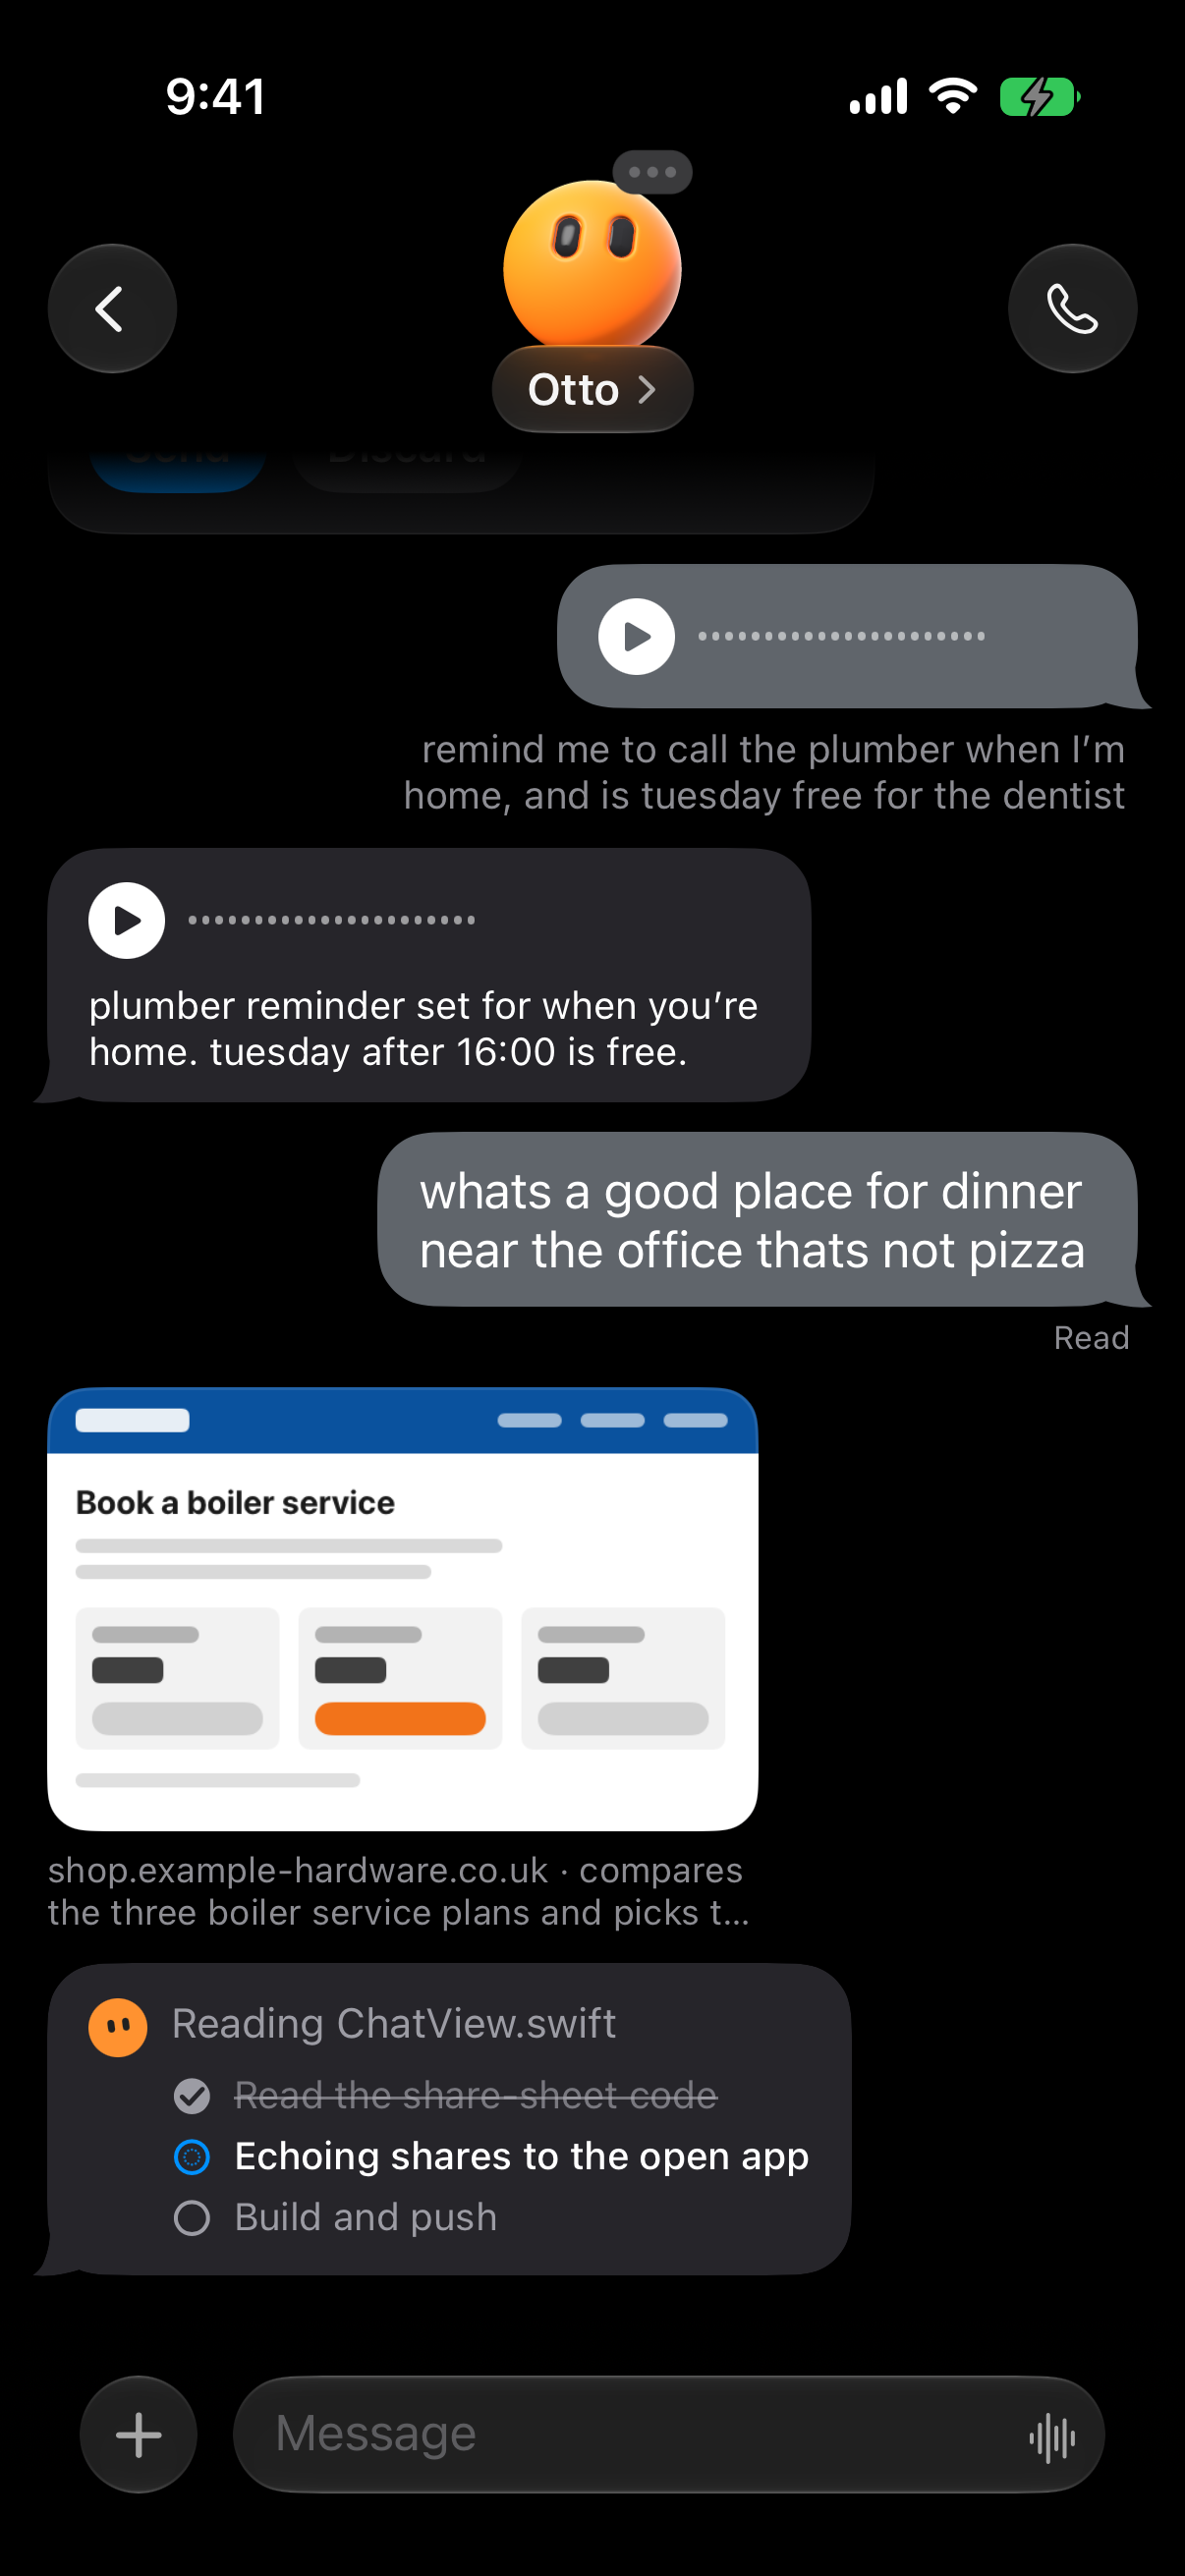 9:41
Otto
remind me to call the plumber when I’m
home, and is tuesday free for the dentist
plumber reminder set for when you’re
home. tuesday after 16:00 is free.
whats a good place for dinner
near the office thats not pizza
Read
Book a boiler service
shop.example-hardware.co.uk · compares
the three boiler service plans and picks t...
Reading ChatView.swift
Read the share-sheet code
Echoing shares to the open app
Build and push
Message